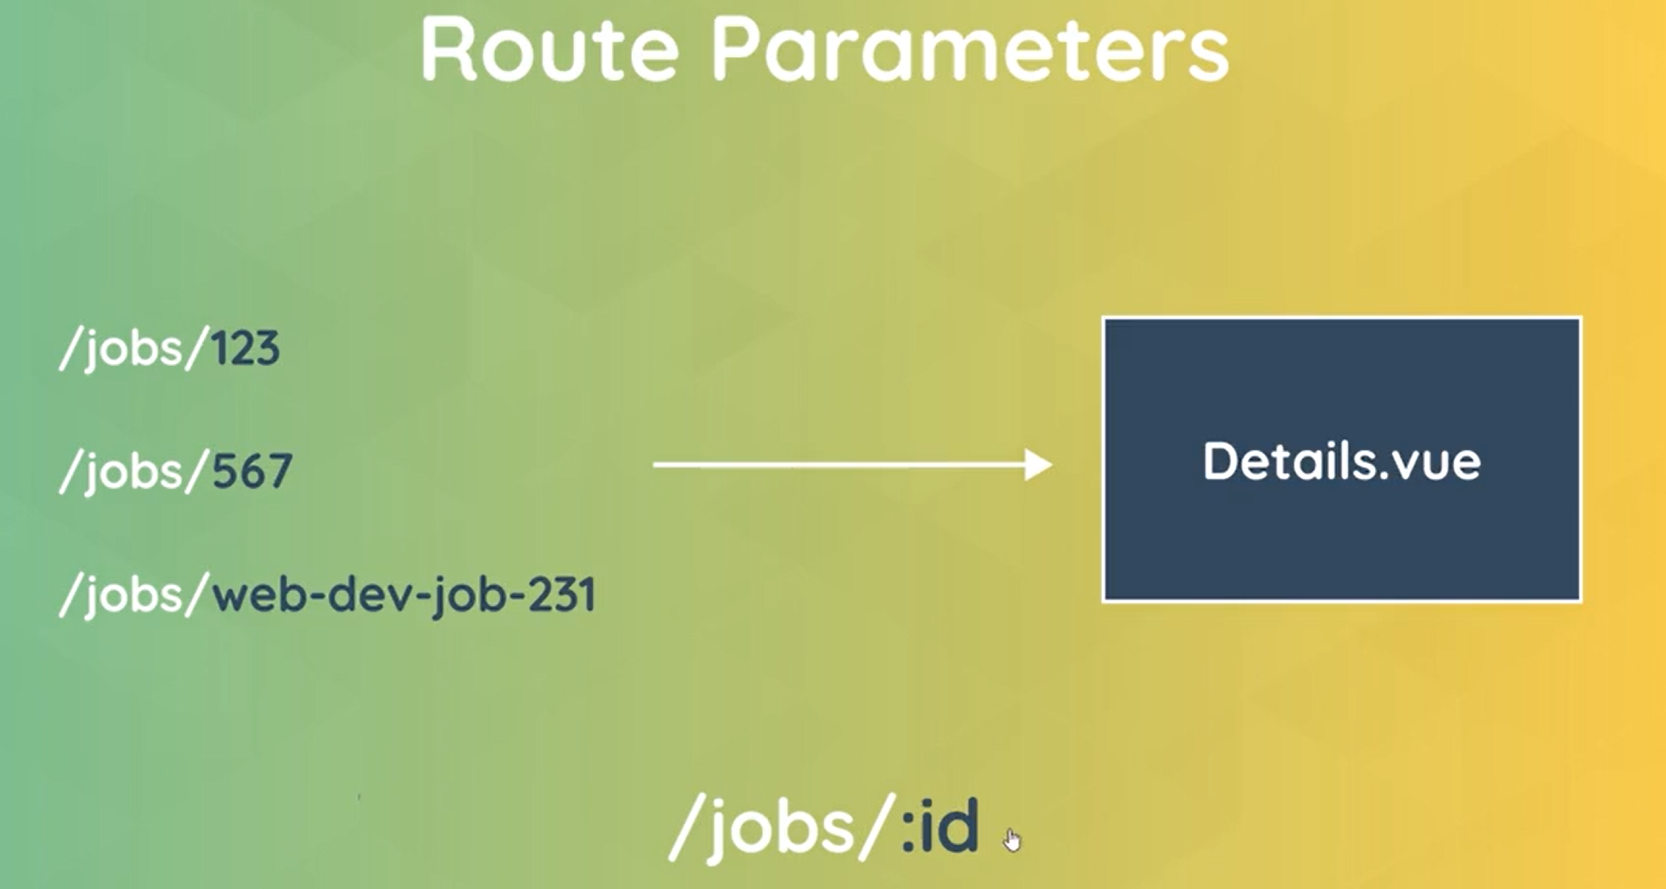 Route Parameters
/jobs/123
/jobs/567
/jobs/web-dev-job-231
Details.vue
/jobs/:id